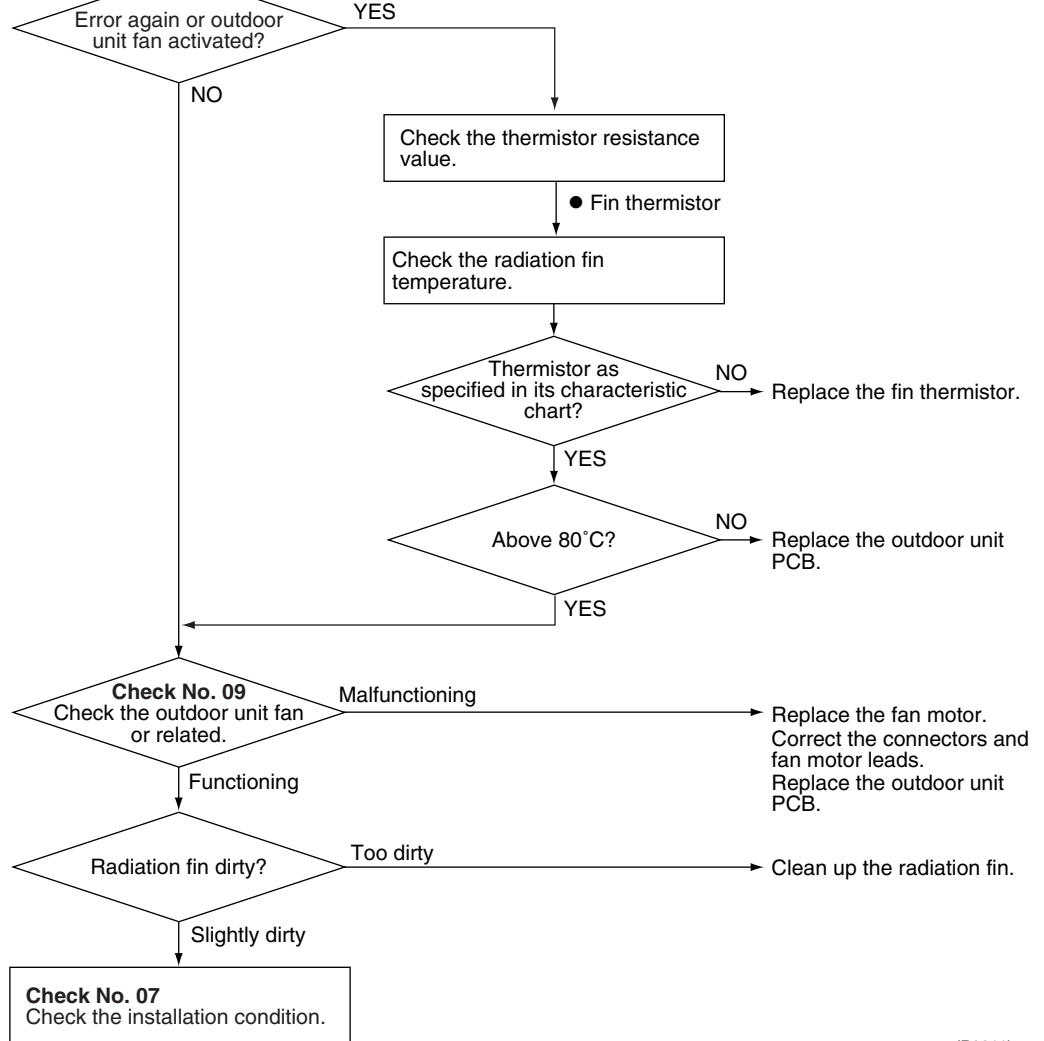 Error again or outdoor
unit fan activated?
YES
NO
Check the thermistor resistance
value.
● Fin thermistor
Check the radiation fin
temperature.
Thermistor as
specified in its characteristic
chart?
NO
Replace the fin thermistor.
YES
Above 80˚C?
NO
Replace the outdoor unit
PCB.
YES
Check No. 09
Check the outdoor unit fan
or related.
Malfunctioning
Replace the fan motor.
Correct the connectors and
fan motor leads.
Replace the outdoor unit
PCB.
Functioning
Radiation fin dirty?
Too dirty
Clean up the radiation fin.
Slightly dirty
Check No. 07
Check the installation condition.